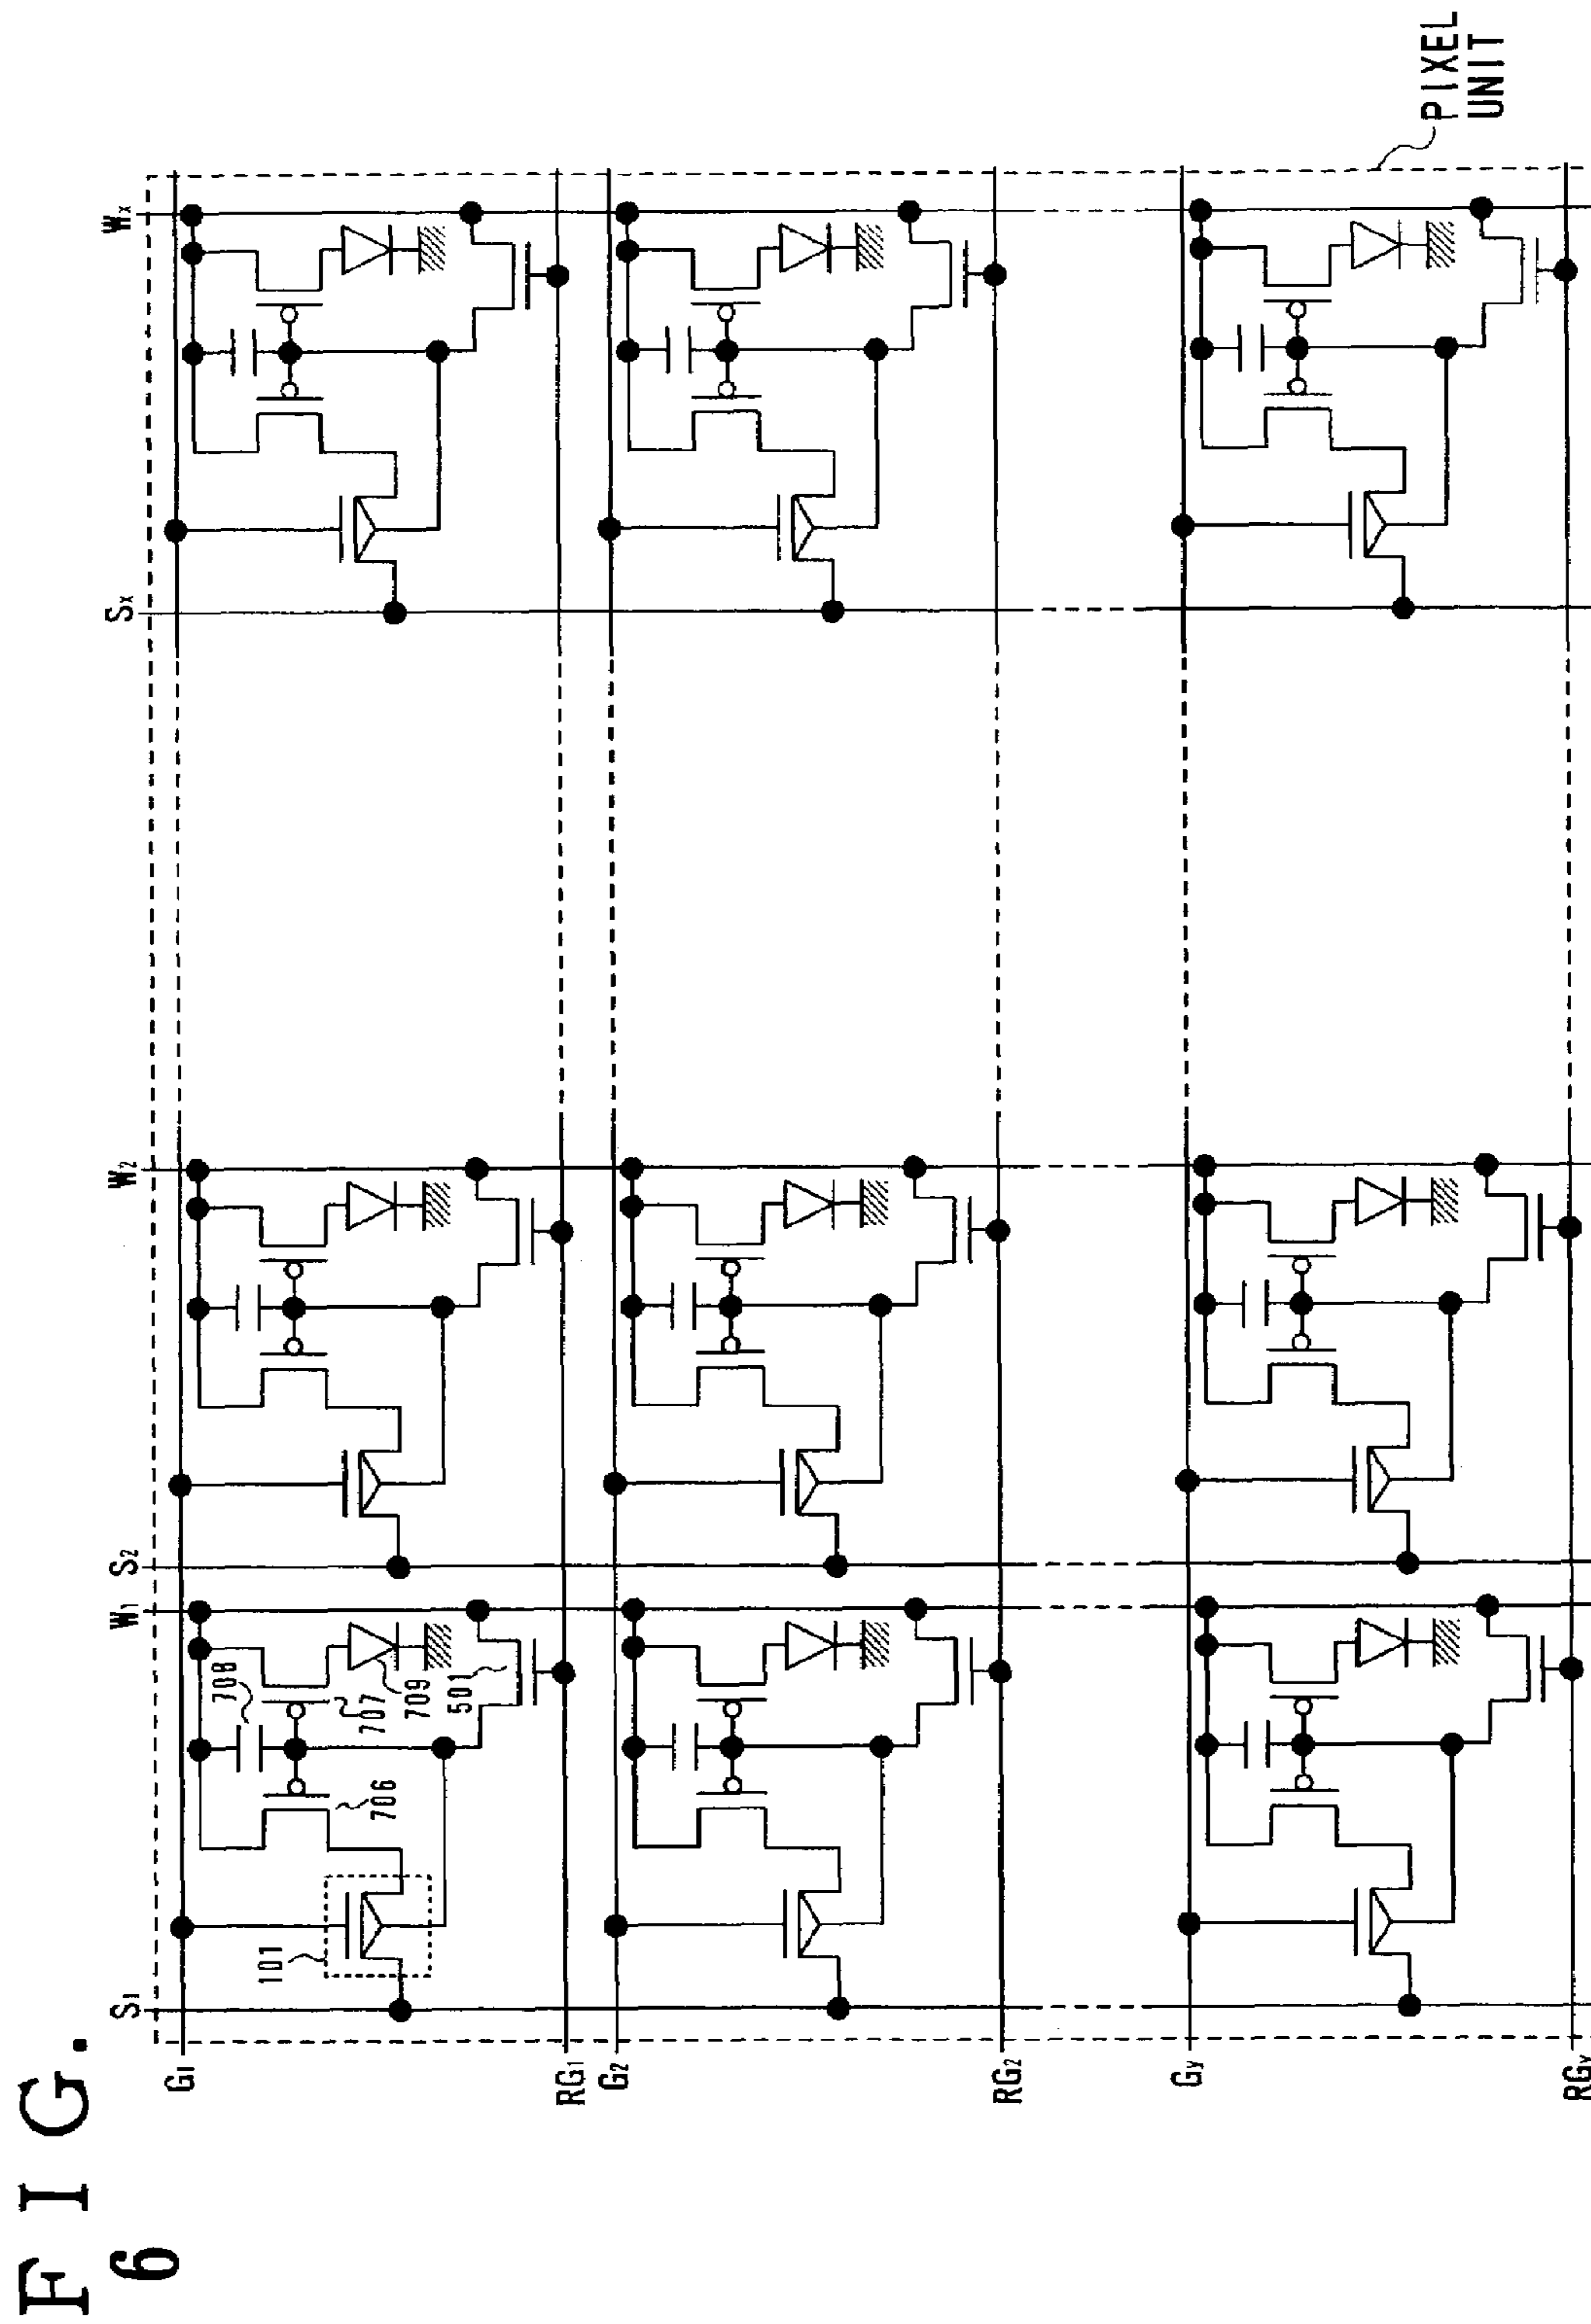 FIG.
6
S1
W1
S2
W2
Sx
Wx
G1
708
707
706
709
101
501
RG1
G2
RG2
Gy
RGy
PIXEL
UNIT